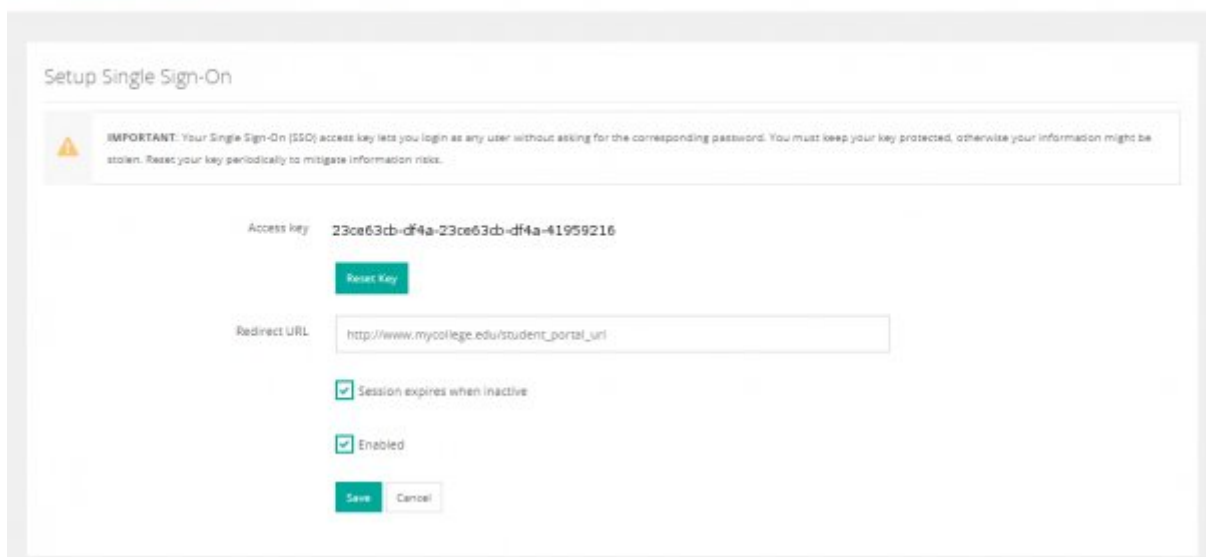 Setup Single Sign-On
IMPORTANT: Your Single Sign-On (SSO) access key lets you login as any user without asking for the corresponding password. You must keep your key protected, otherwise your information might be
stolen. Reset your key periodically to mitigate information risks.
Access key 23ce63cb-df4a-23ce63cb-df4a-41959216
Reset Key
Redirect URL http://www.mycollege.edu/student_portal_url
Session expires when inactive
Enabled
Save Cancel